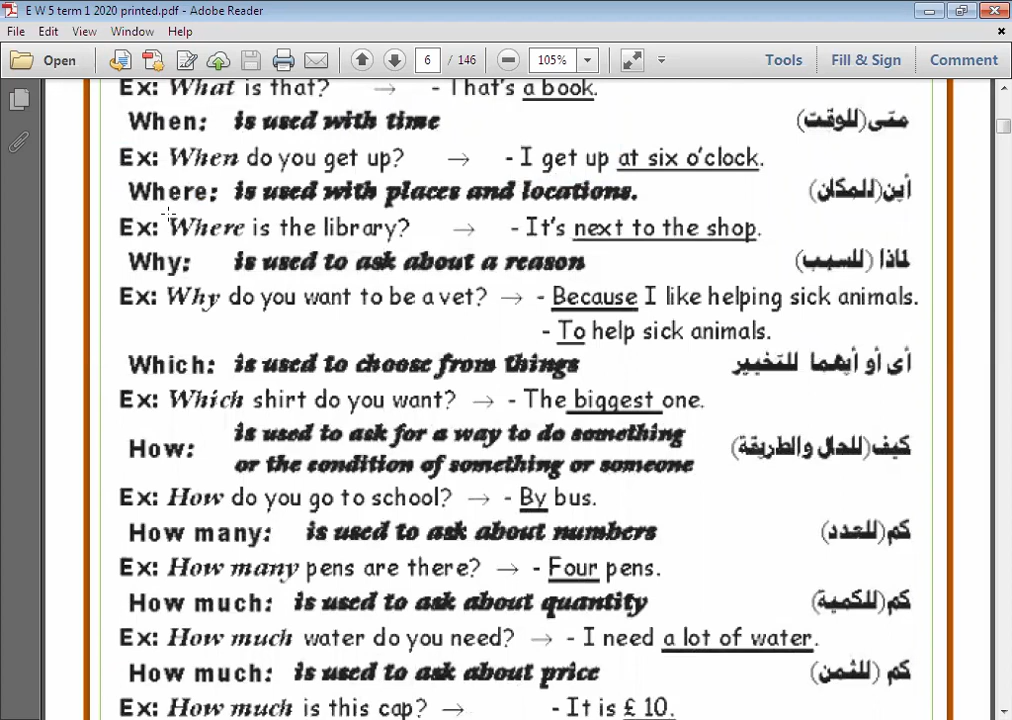 E W 5 term 1 2020 printed.pdf - Adobe Reader
File Edit View Window Help
Open 6 / 146 105% Tools Fill & Sign Comment
Ex: What is that? → - That's a book.
When: is used with time متى(للوقت)
Ex: When do you get up? → - I get up at six o'clock.
Where: is used with places and locations. أين(للمكان)
Ex: Where is the library? → - It's next to the shop.
Why: is used to ask about a reason لماذا (للسبب)
Ex: Why do you want to be a vet? → - Because I like helping sick animals.
- To help sick animals.
Which: is used to choose from things أى أو أيهما للتخيير
Ex: Which shirt do you want? → - The biggest one.
is used to ask for a way to do something
How: كيف(للحال والطريقة)
or the condition of something or someone
Ex: How do you go to school? → - By bus.
How many: is used to ask about numbers كم(للعدد)
Ex: How many pens are there? → - Four pens.
How much: is used to ask about quantity كم(للكمية)
Ex: How much water do you need? → - I need a lot of water.
How much: is used to ask about price كم (للثمن)
Ex: How much is this cap? → - It is £ 10.